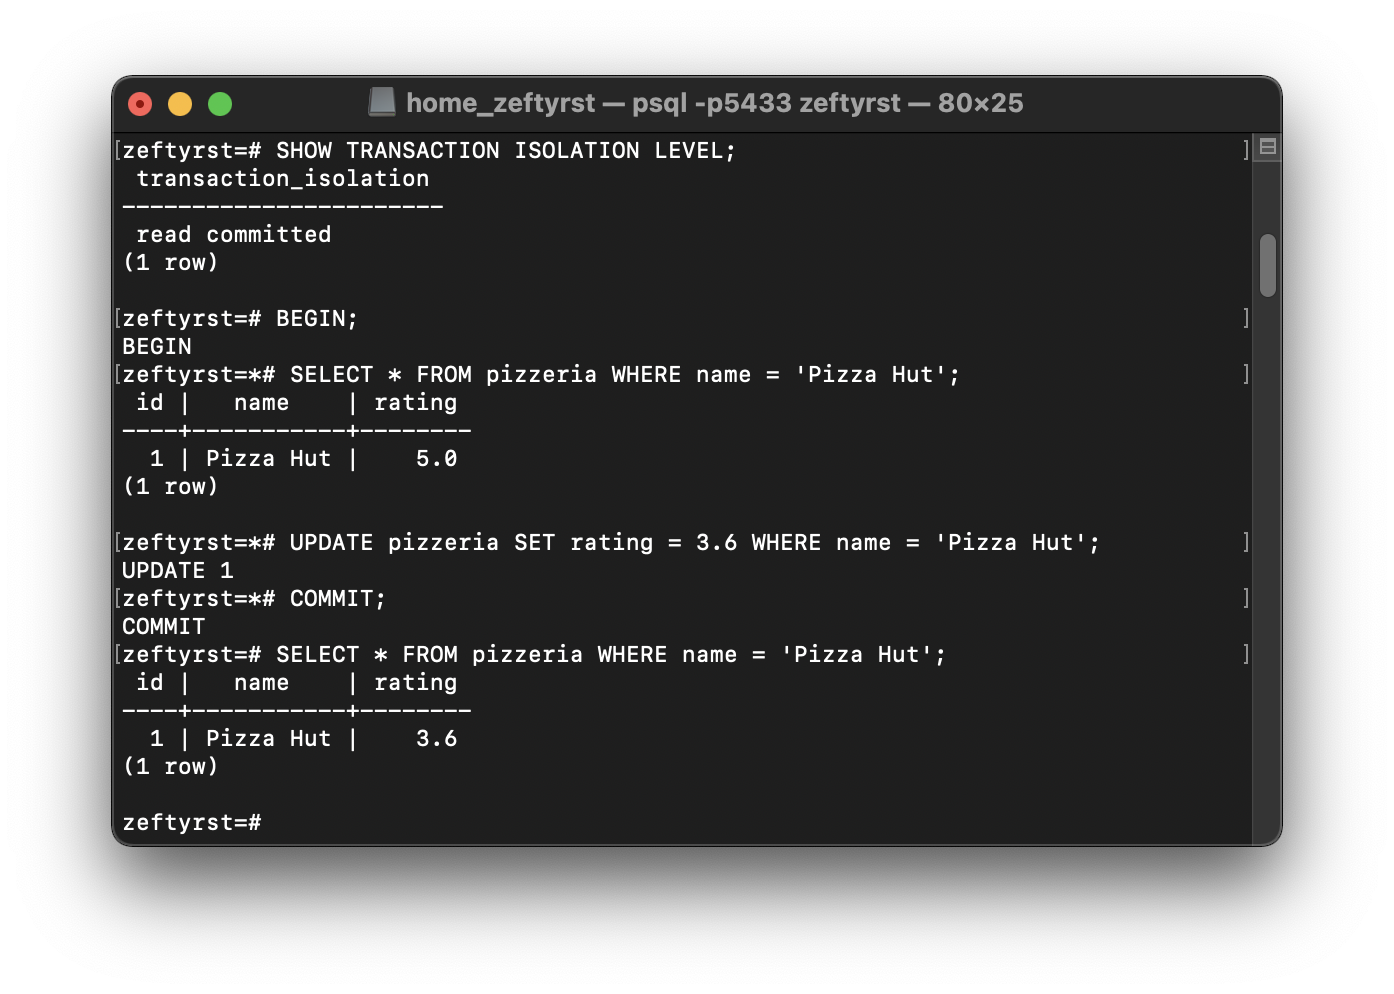 home_zeftyrst — psql -p5433 zeftyrst — 80×25
[zeftyrst=# SHOW TRANSACTION ISOLATION LEVEL; ]
 transaction_isolation
-----------------------
 read committed
(1 row)
[zeftyrst=# BEGIN; ]
BEGIN
[zeftyrst=*# SELECT * FROM pizzeria WHERE name = 'Pizza Hut'; ]
 id |   name    | rating
----+-----------+--------
  1 | Pizza Hut |    5.0
(1 row)
[zeftyrst=*# UPDATE pizzeria SET rating = 3.6 WHERE name = 'Pizza Hut'; ]
UPDATE 1
[zeftyrst=*# COMMIT; ]
COMMIT
[zeftyrst=# SELECT * FROM pizzeria WHERE name = 'Pizza Hut'; ]
 id |   name    | rating
----+-----------+--------
  1 | Pizza Hut |    3.6
(1 row)
zeftyrst=#